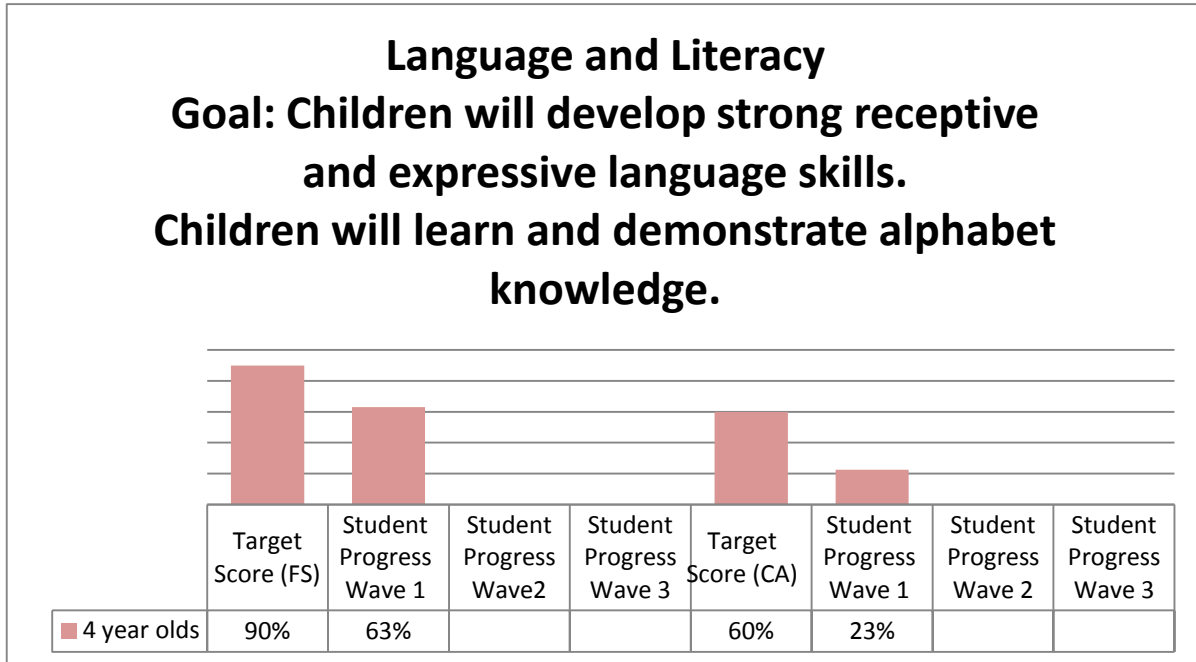 Language and Literacy
Goal: Children will develop strong receptive
and expressive language skills.
Children will learn and demonstrate alphabet
knowledge.
Target
Score (FS)
Student
Progress
Wave 1
Student
Progress
Wave2
Student
Progress
Wave 3
Target
Score (CA)
Student
Progress
Wave 1
Student
Progress
Wave 2
Student
Progress
Wave 3
4 year olds 90% 63% 60% 23%